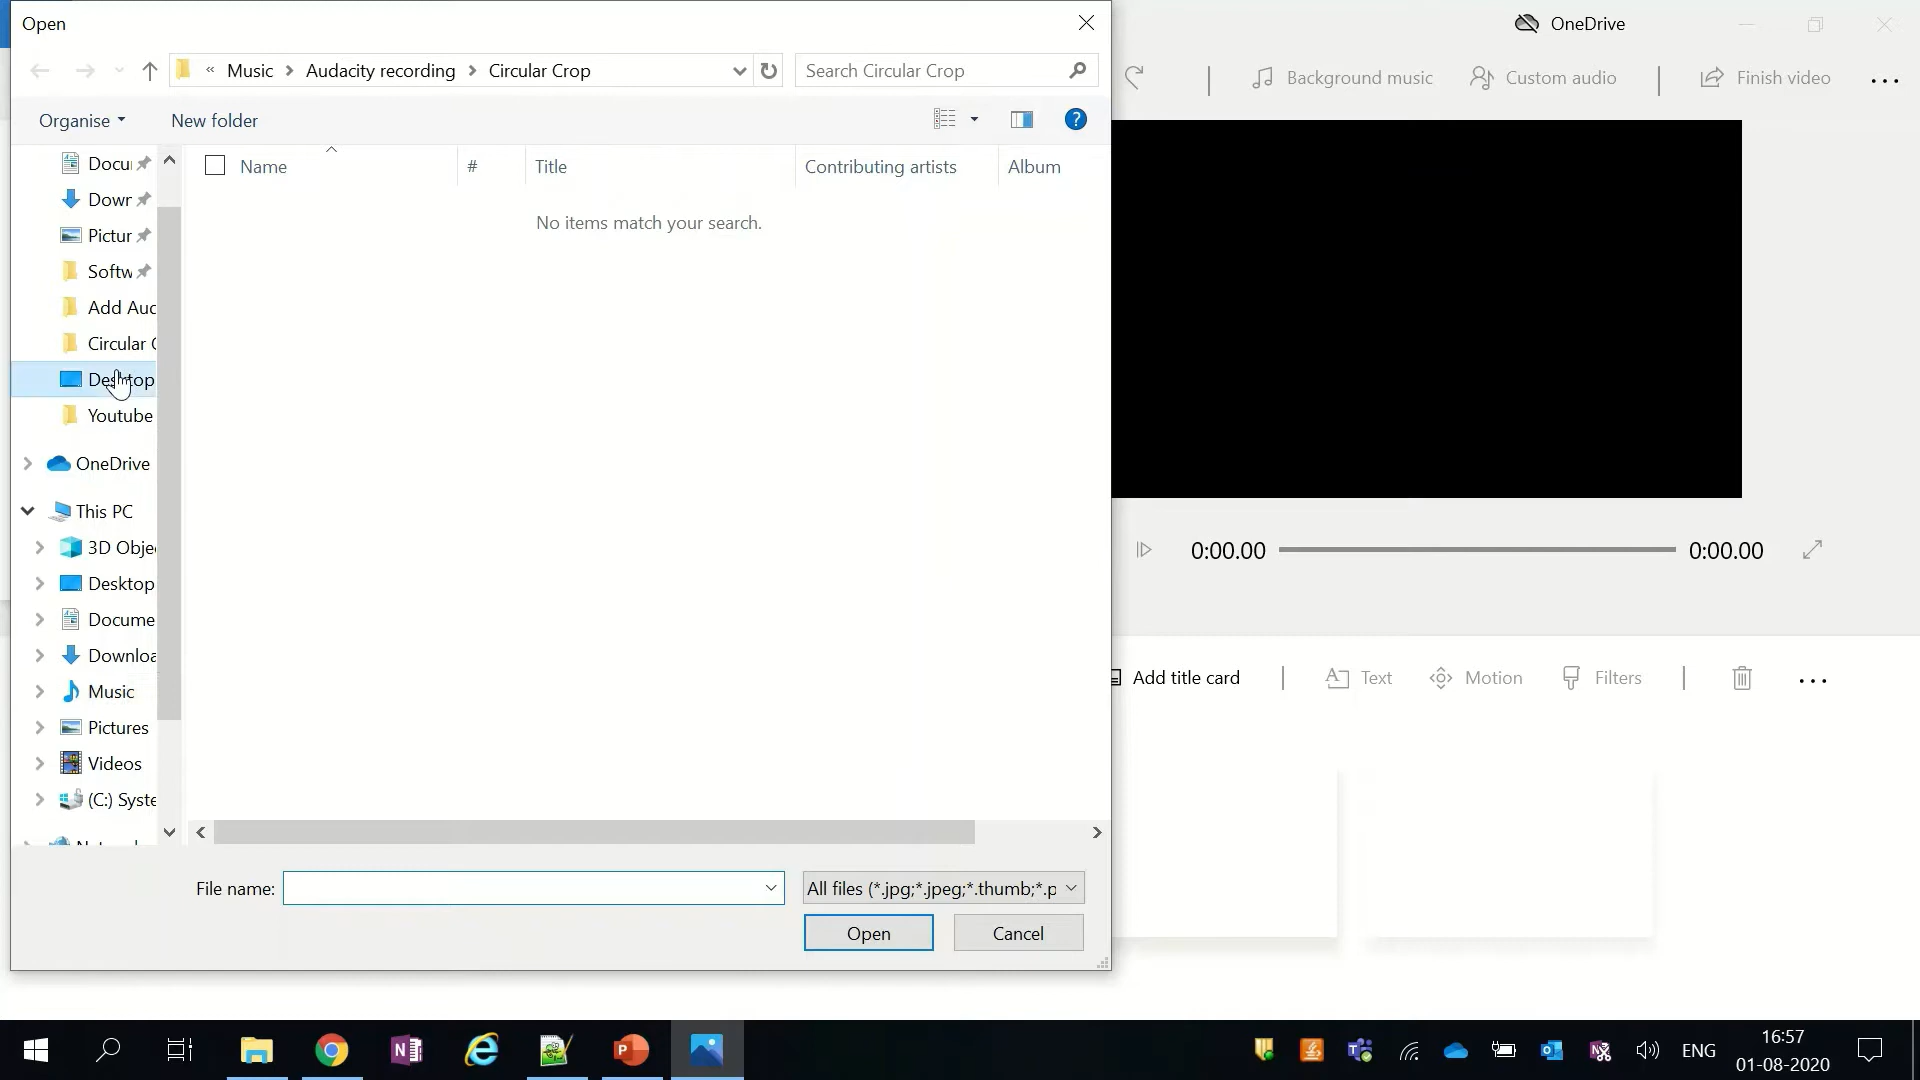 Open
OneDrive
« Music > Audacity recording > Circular Crop
Search Circular Crop
Background music
Custom audio
Finish video
Organise
New folder
Name
#
Title
Contributing artists
Album
No items match your search.
Docu
Down
Pictur
Softw
Add Aud
Circular C
Desktop
Youtube
OneDrive
This PC
3D Obje
Desktop
Docume
Downloa
Music
Pictures
Videos
(C:) Syste
0:00.00
0:00.00
Add title card
Text
Motion
Filters
File name:
All files (*.jpg;*.jpeg;*.thumb;*.p
Open
Cancel
ENG
16:57
01-08-2020